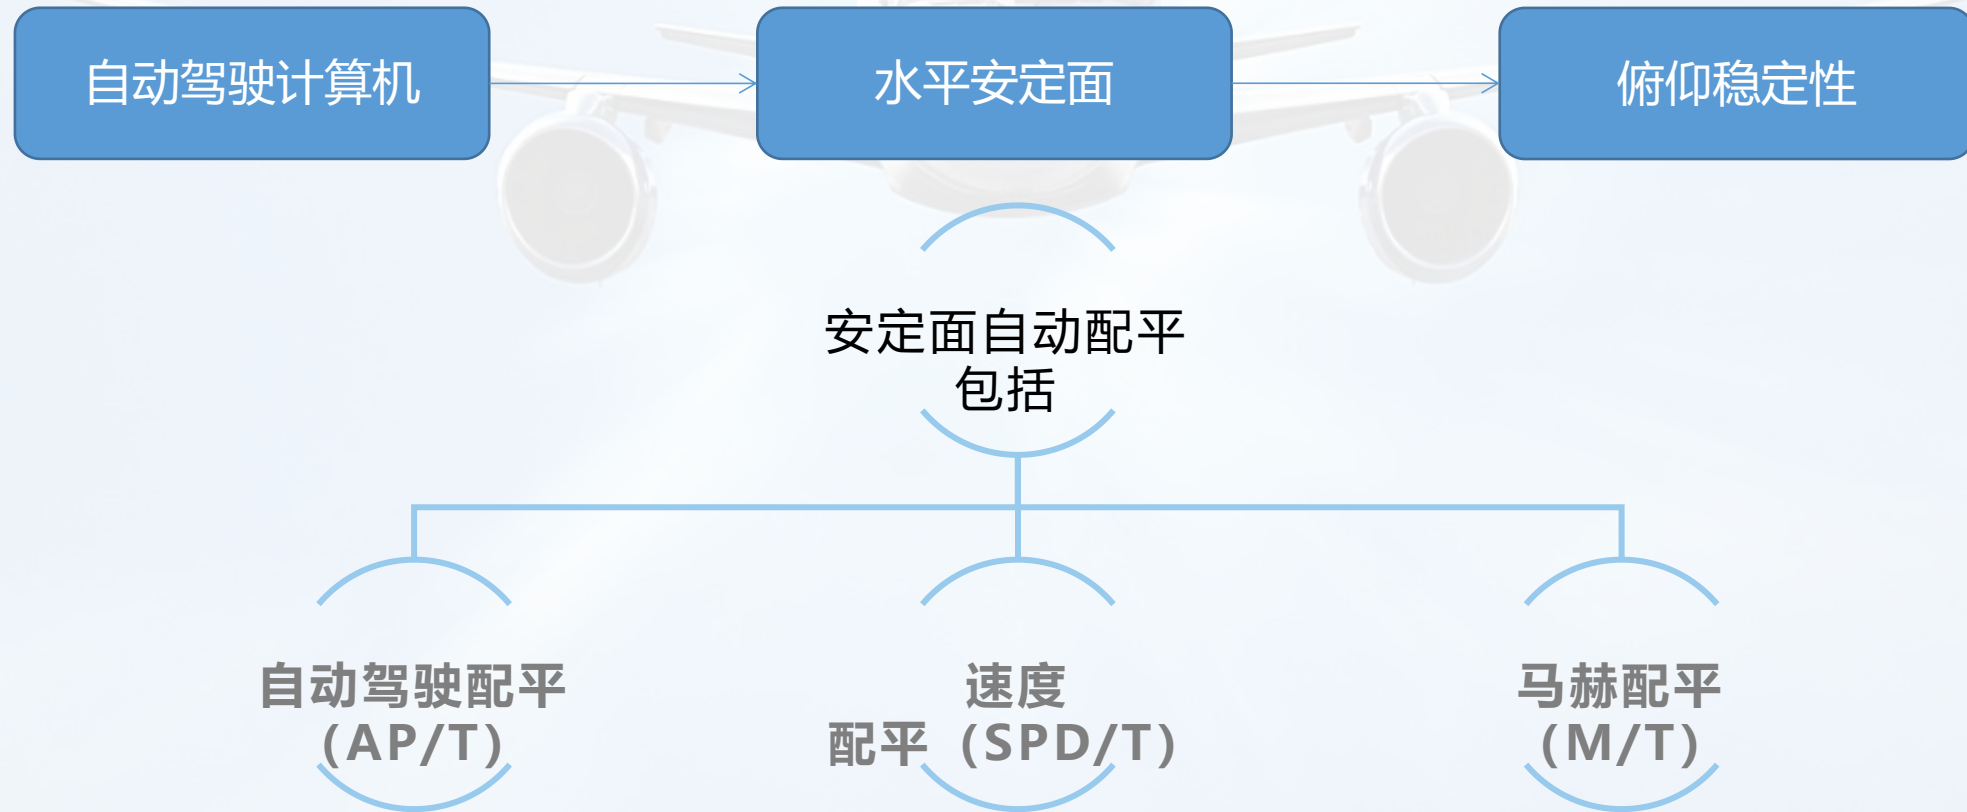 自动驾驶计算机
水平安定面
俯仰稳定性
安定面自动配平
包括
自动驾驶配平
（AP/T）
速度
配平（SPD/T）
马赫配平
（M/T）